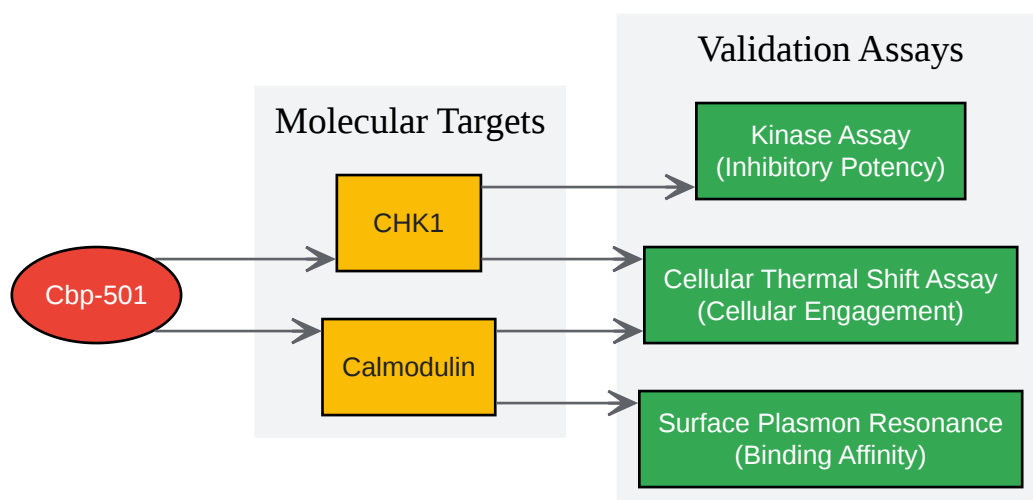 Validation Assays
Molecular Targets
Kinase Assay
(Inhibitory Potency)
CHK1
Cbp-501
Cellular Thermal Shift Assay
(Cellular Engagement)
Calmodulin
Surface Plasmon Resonance
(Binding Affinity)